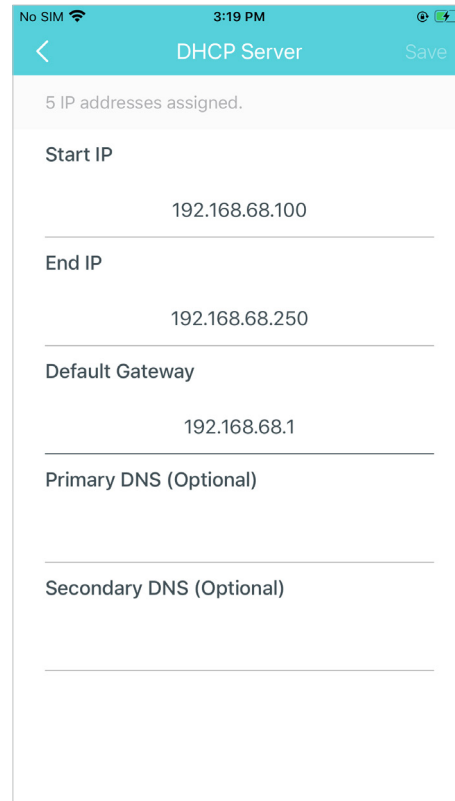 No SIM 3:19 PM
DHCP Server Save
5 IP addresses assigned.
Start IP
192.168.68.100
End IP
192.168.68.250
Default Gateway
192.168.68.1
Primary DNS (Optional)
Secondary DNS (Optional)